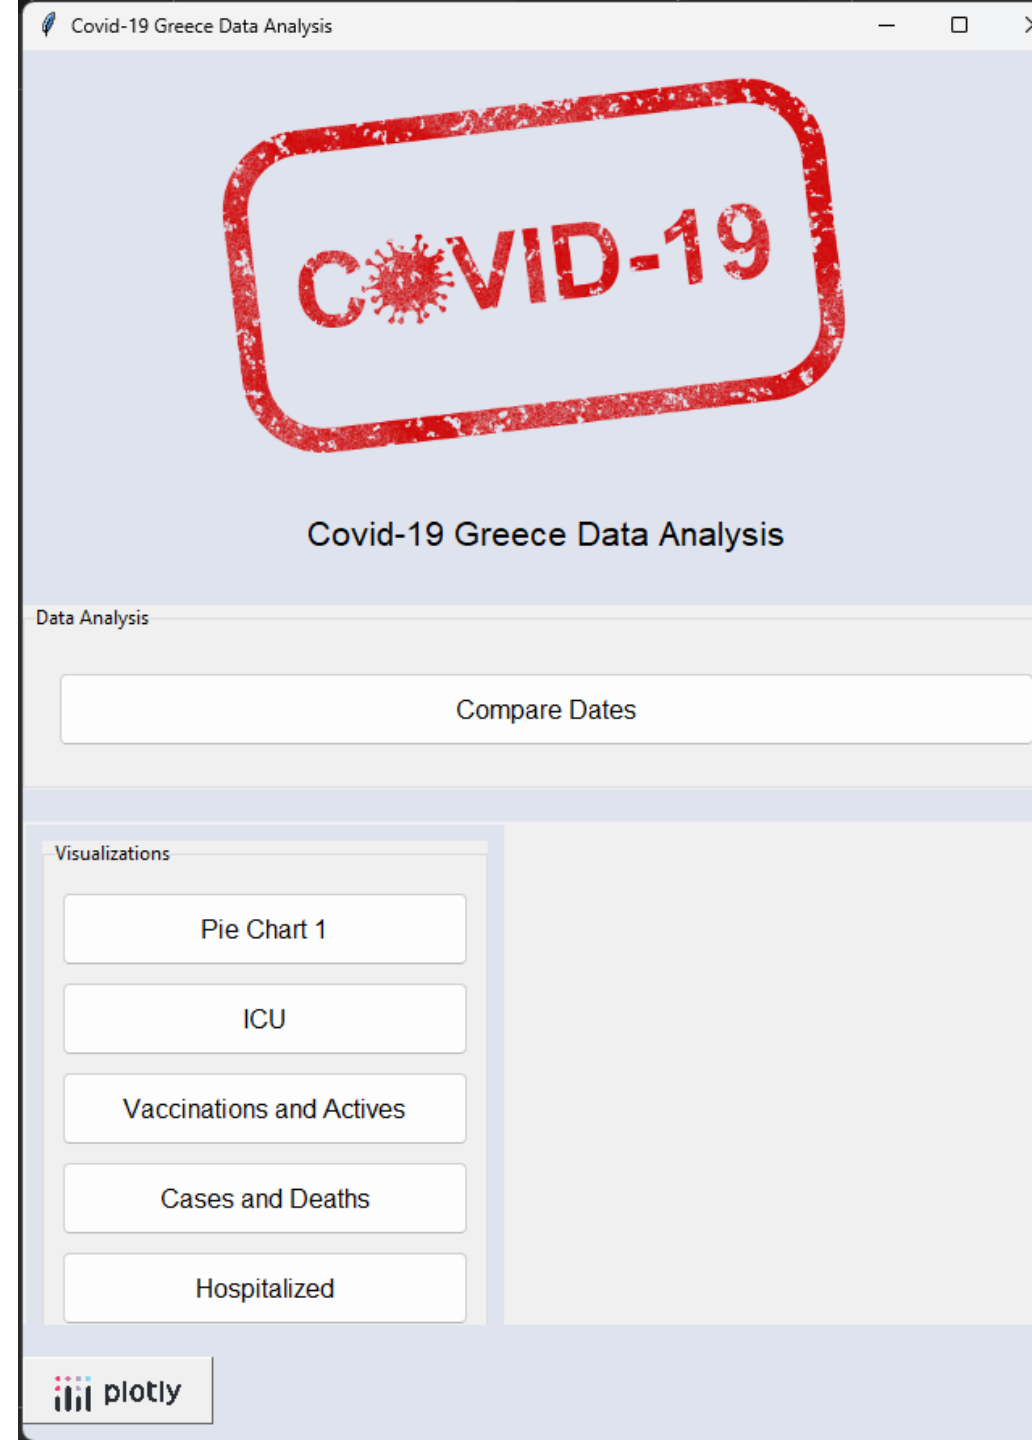 Covid-19 Greece Data Analysis
COVID-19
Covid-19 Greece Data Analysis
Data Analysis
Compare Dates
Visualizations
Pie Chart 1
ICU
Vaccinations and Actives
Cases and Deaths
Hospitalized
plotly